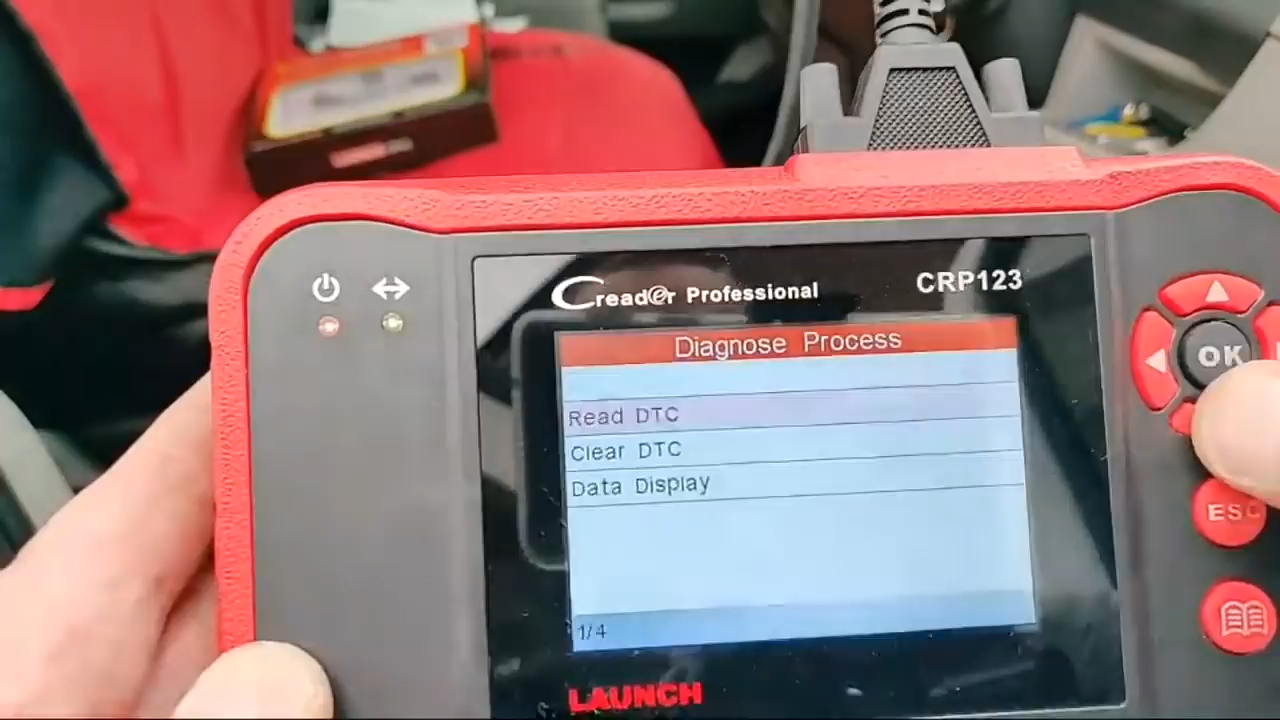 Creader Professional
CRP123
Diagnose Process
Read DTC
Clear DTC
Data Display
1/4
LAUNCH
OK
ESC